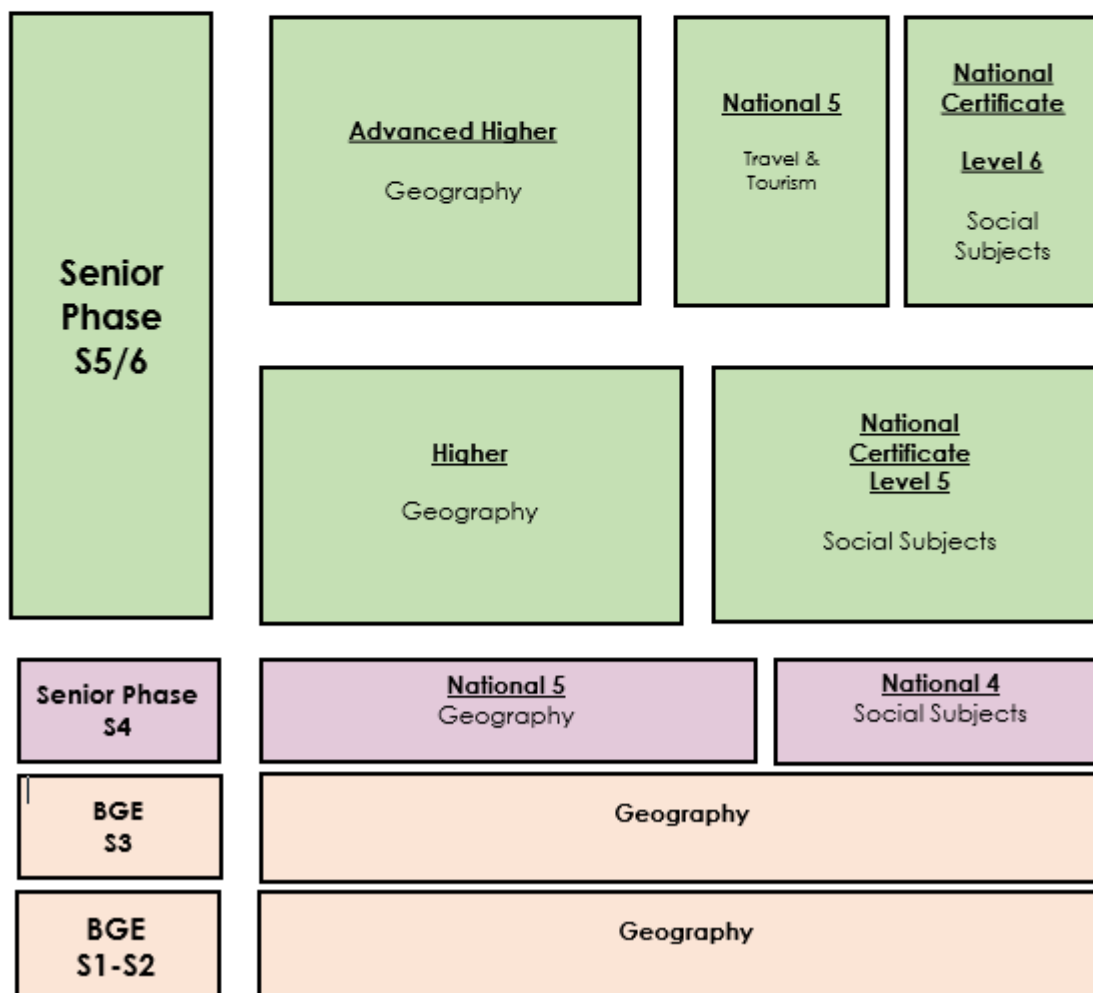 Senior
Phase
S5/6
Advanced Higher
Geography
National 5
Travel &
Tourism
National
Certificate
Level 6
Social
Subjects
Higher
Geography
National
Certificate
Level 5
Social Subjects
Senior Phase
S4
National 5
Geography
National 4
Social Subjects
BGE
S3
Geography
BGE
S1-S2
Geography